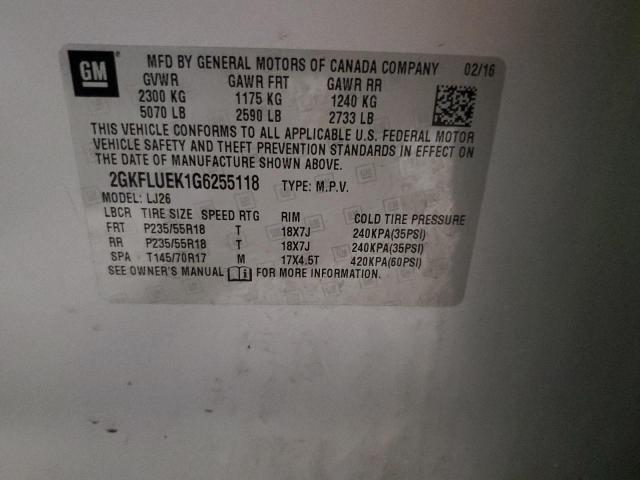 GM
MFD BY GENERAL MOTORS OF CANADA COMPANY 02/16
GVWR GAWR FRT GAWR RR
2300 KG 1175 KG 1240 KG
5070 LB 2590 LB 2733 LB
THIS VEHICLE CONFORMS TO ALL APPLICABLE U.S. FEDERAL MOTOR
VEHICLE SAFETY AND THEFT PREVENTION STANDARDS IN EFFECT ON
THE DATE OF MANUFACTURE SHOWN ABOVE.
2GKFLUEK1G6255118 TYPE: M.P.V.
MODEL: LJ26
LBCR TIRE SIZE SPEED RTG RIM COLD TIRE PRESSURE
FRT P235/55R18 T 18X7J 240KPA(35PSI)
RR P235/55R18 T 18X7J 240KPA(35PSI)
SPA T145/70R17 M 17X4.5T 420KPA(60PSI)
SEE OWNER'S MANUAL FOR MORE INFORMATION.